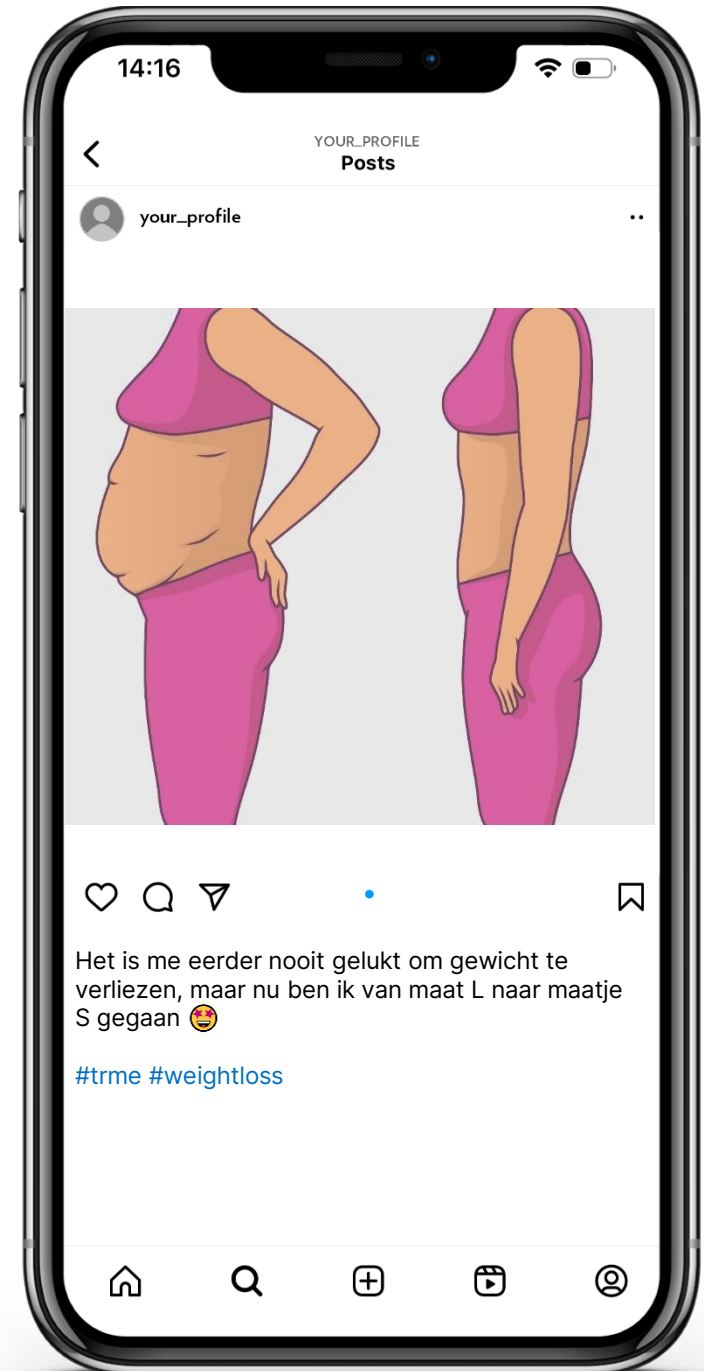 14:16
YOUR_PROFILE
Posts
your_profile
Het is me eerder nooit gelukt om gewicht te
verliezen, maar nu ben ik van maat L naar maatje
S gegaan 🤩
#trme #weightloss